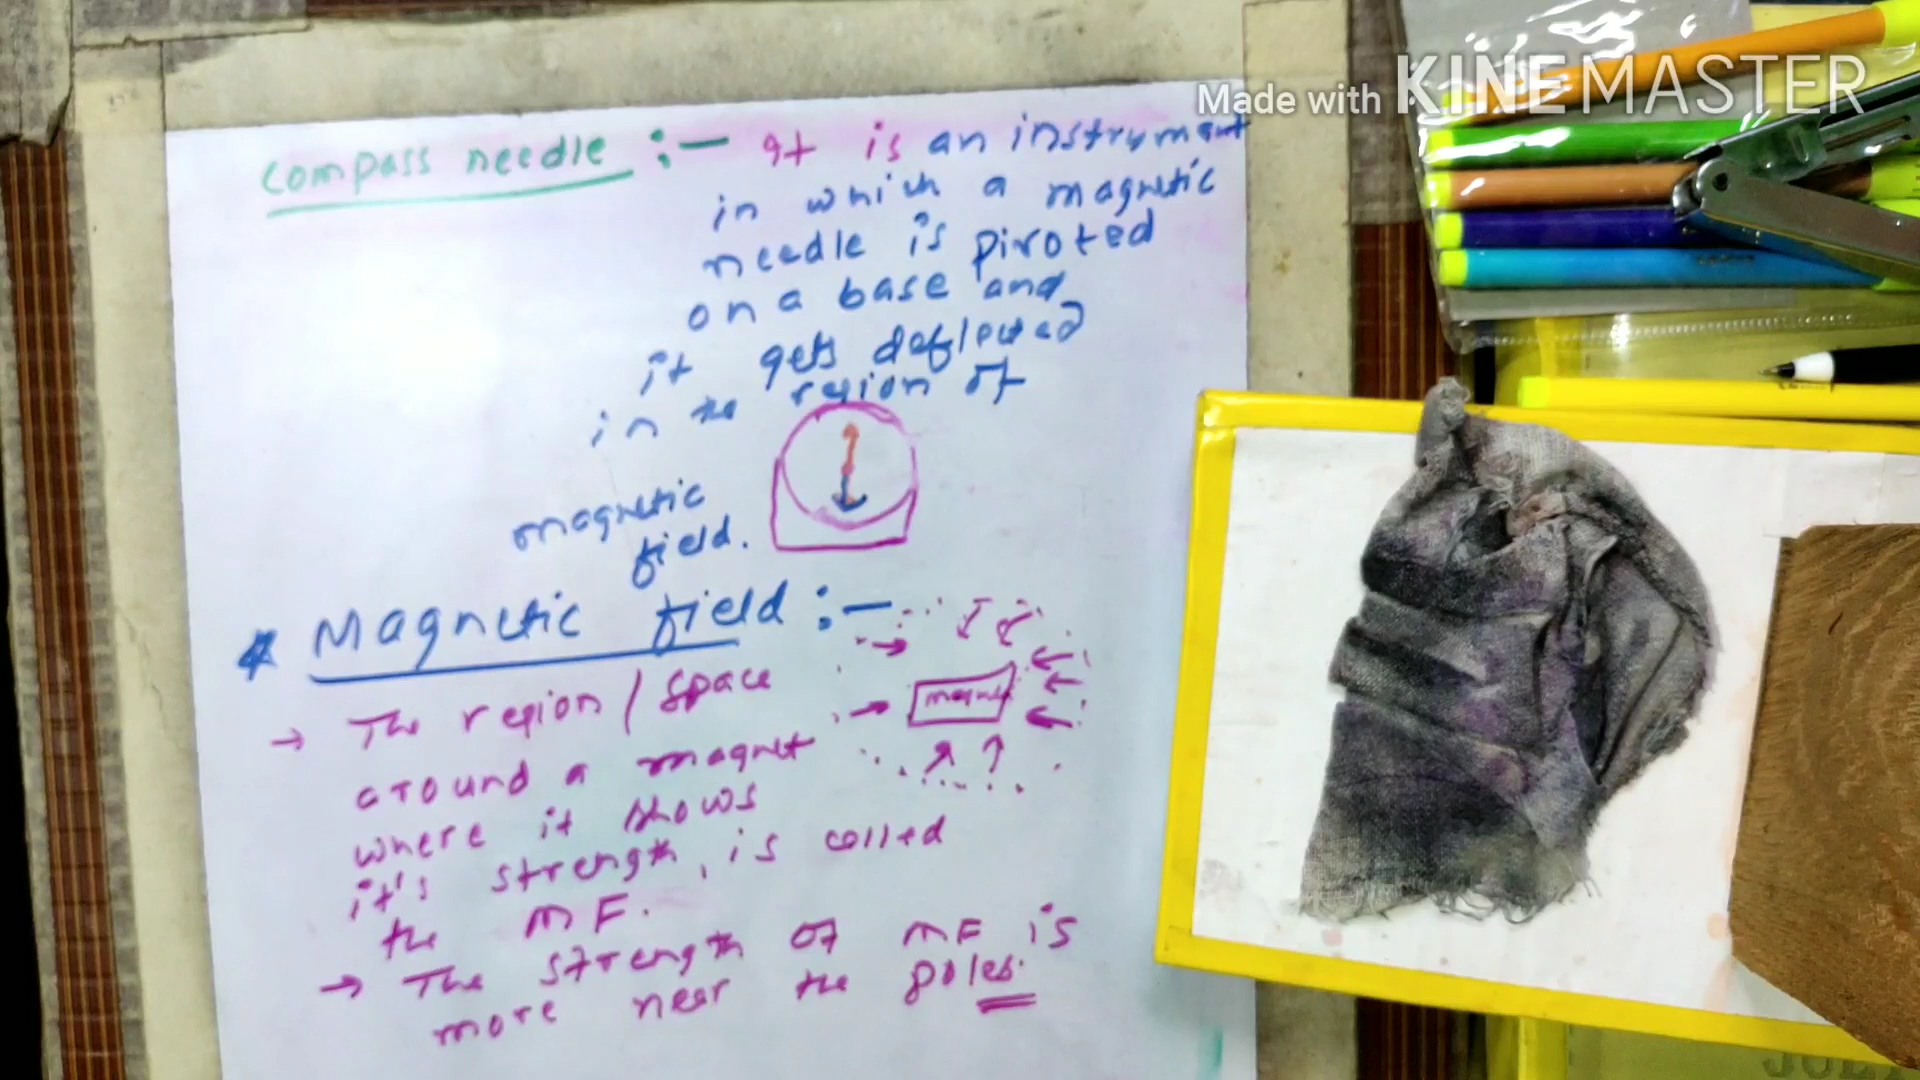 Made with KINEMASTER
Compass needle :- It is an instrument
in which a magnetic
needle is pivoted
on a base and
it gets deflected
in the region of
magnetic
field.
* Magnetic field :-
→ The region / space
around a magnet
where it shows
it's strength, is called
the MF.
→ The strength of MF is
more near the poles.
magnet